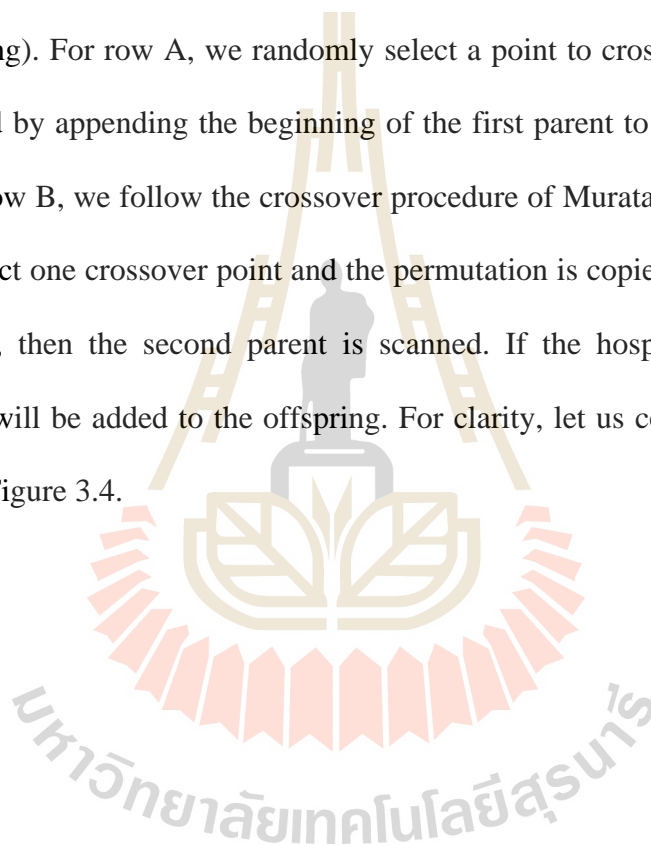 ng). For row A, we randomly select a point to cros
by appending the beginning of the first parent to
ow B, we follow the crossover procedure of Murata
ct one crossover point and the permutation is copie
, then the second parent is scanned. If the hosp
will be added to the offspring. For clarity, let us c
igure 3.4.
มหาวิทยาลัยเทคโนโลยีสุรนารี